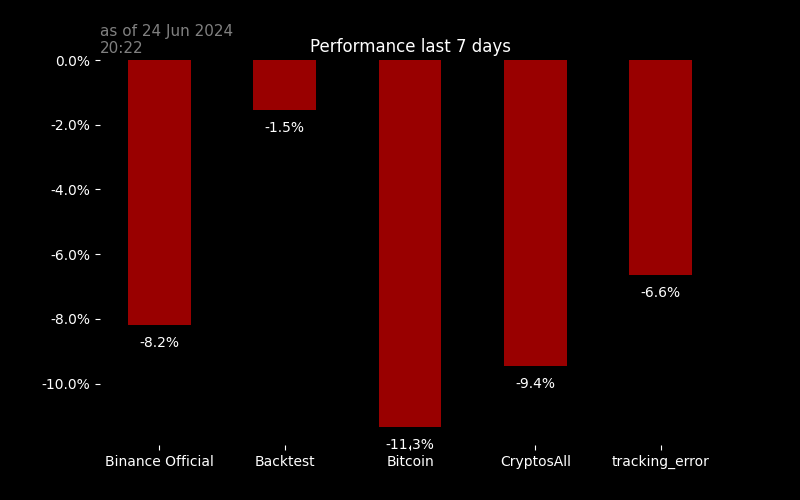 as of 24 Jun 2024
20:22
Performance last 7 days
0.0%
-2.0%
-4.0%
-6.0%
-8.0%
-10.0%
-8.2%
-1.5%
-11.3%
-9.4%
-6.6%
Binance Official
Backtest
Bitcoin
CryptosAll
tracking_error